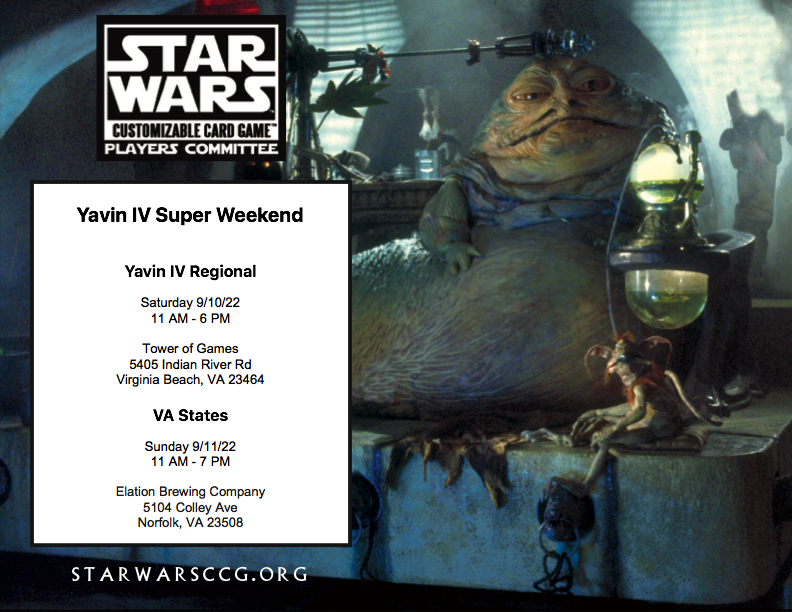 STAR
WARS
CUSTOMIZABLE CARD GAME™
PLAYERS COMMITTEE
Yavin IV Super Weekend
Yavin IV Regional
Saturday 9/10/22
11 AM - 6 PM
Tower of Games
5405 Indian River Rd
Virginia Beach, VA 23464
VA States
Sunday 9/11/22
11 AM - 7 PM
Elation Brewing Company
5104 Colley Ave
Norfolk, VA 23508
STARWARSCCG.ORG